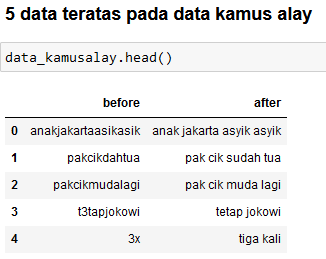 5 data teratas pada data kamus alay
data_kamusalay.head()
before after
0 anakjakartaasikasik anak jakarta asyik asyik
1 pakcikdahtua pak cik sudah tua
2 pakcikmudalagi pak cik muda lagi
3 t3tapjokowi tetap jokowi
4 3x tiga kali